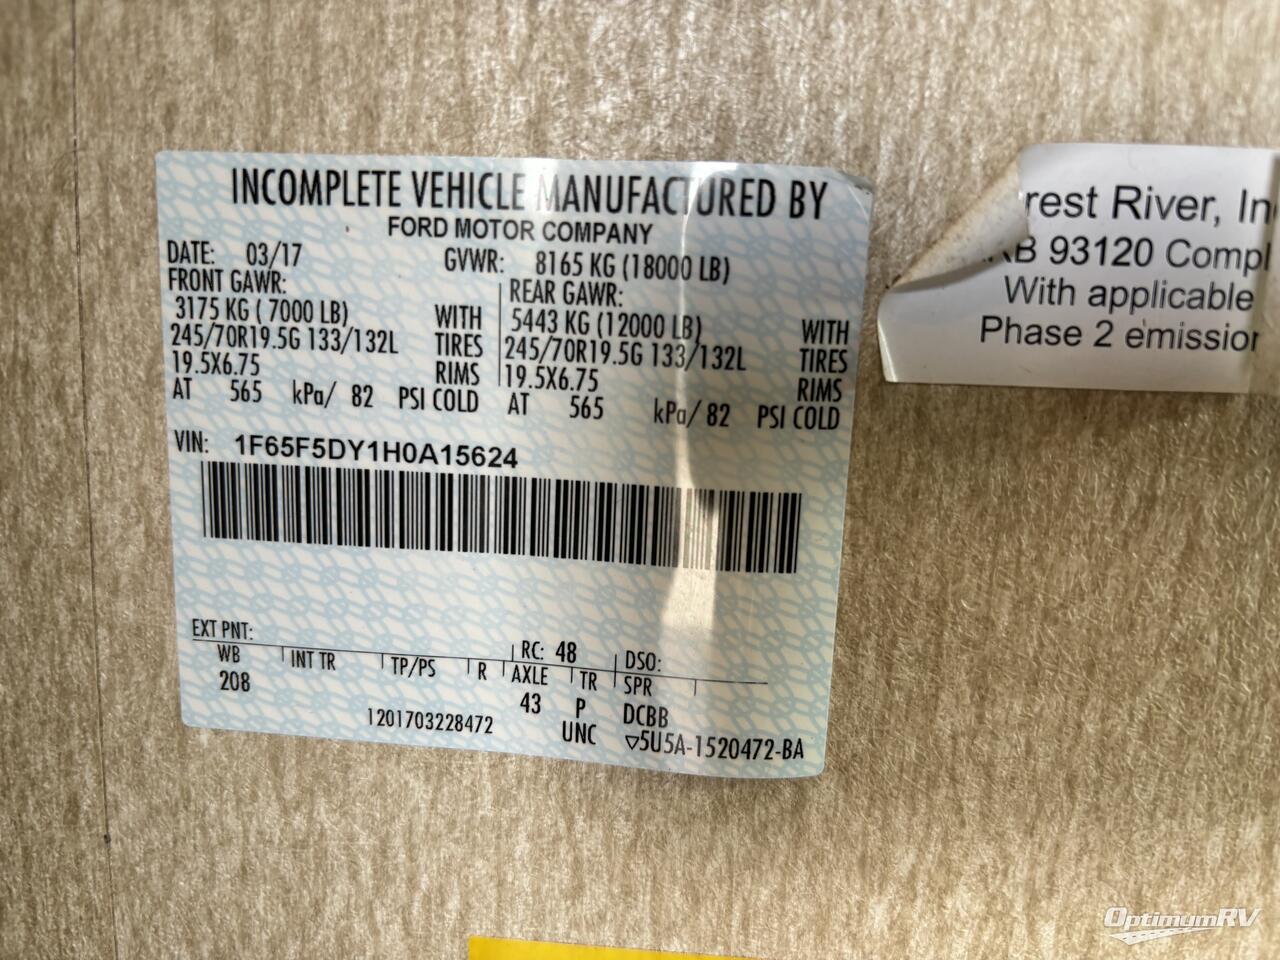 INCOMPLETE VEHICLE MANUFACTURED BY
FORD MOTOR COMPANY
DATE: 03/17 GVWR: 8165 KG (18000 LB)
FRONT GAWR: REAR GAWR:
3175 KG ( 7000 LB) WITH 5443 KG (12000 LB) WITH
245/70R19.5G 133/132L TIRES 245/70R19.5G 133/132L TIRES
19.5X6.75 RIMS 19.5X6.75 RIMS
AT 565 kPa/ 82 PSI COLD AT 565 kPa/ 82 PSI COLD
VIN: 1F65F5DY1H0A15624
EXT PNT: RC: 48 DSO:
WB INT TR TP/PS R AXLE TR SPR
208 43 P DCBB
1201703228472 UNC ▽5U5A-1520472-BA
rest River, In
B 93120 Compl
With applicable
Phase 2 emission
OptimumRV